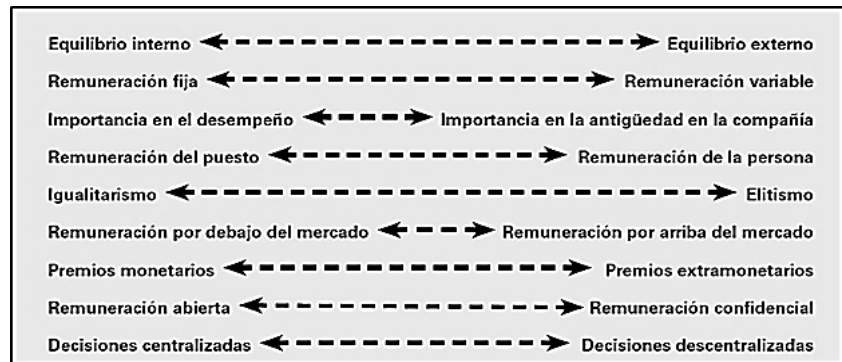 Equilibrio interno Equilibrio externo
Remuneración fija Remuneración variable
Importancia en el desempeño Importancia en la antigüedad en la compañía
Remuneración del puesto Remuneración de la persona
Igualitarismo Elitismo
Remuneración por debajo del mercado Remuneración por arriba del mercado
Premios monetarios Premios extramonetarios
Remuneración abierta Remuneración confidencial
Decisiones centralizadas Decisiones descentralizadas